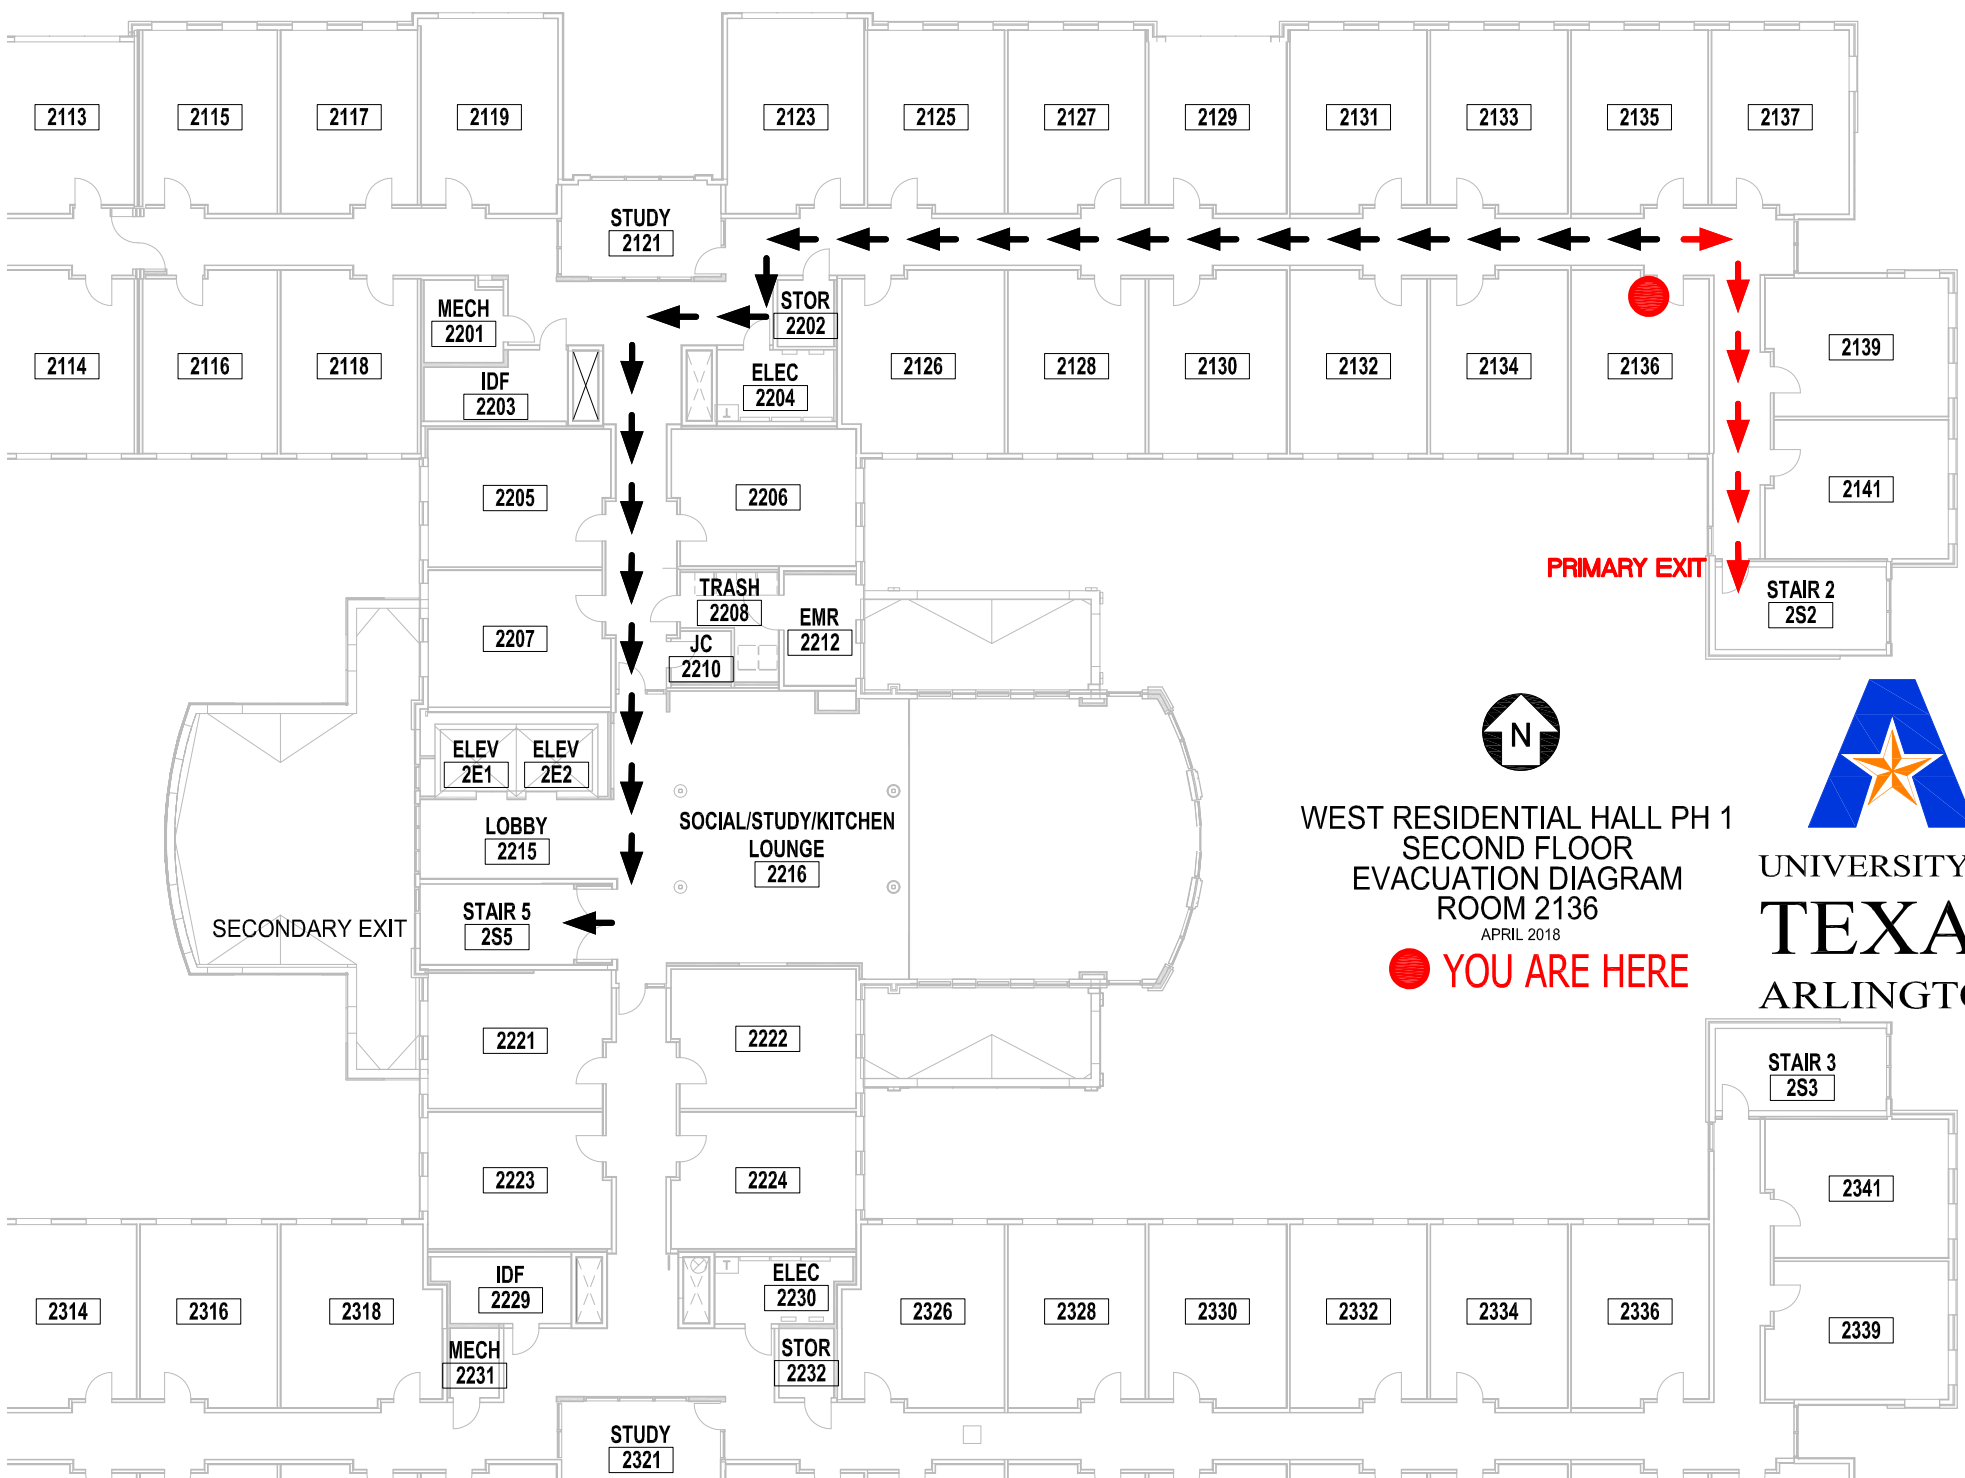 2113
2115
2117
2119
2123
2125
2127
2129
2131
2133
2135
2137
STUDY
2121
MECH
2201
STOR
2202
2114
2116
2118
IDF
2203
ELEC
2204
T
2126
2128
2130
2132
2134
2136
2139
2205
2206
2141
PRIMARY EXIT
TRASH
2208
EMR
2212
STAIR 2
2S2
2207
JC
2210
ELEV
2E1
ELEV
2E2
N
LOBBY
2215
SOCIAL/STUDY/KITCHEN
LOUNGE
2216
WEST RESIDENTIAL HALL PH 1
SECOND FLOOR
EVACUATION DIAGRAM
ROOM 2136
APRIL 2018
YOU ARE HERE
UNIVERSITY
TEXA
ARLINGTO
SECONDARY EXIT
STAIR 5
2S5
2221
2222
STAIR 3
2S3
2223
2224
2341
IDF
2229
T
ELEC
2230
2314
2316
2318
2326
2328
2330
2332
2334
2336
2339
MECH
2231
STOR
2232
STUDY
2321